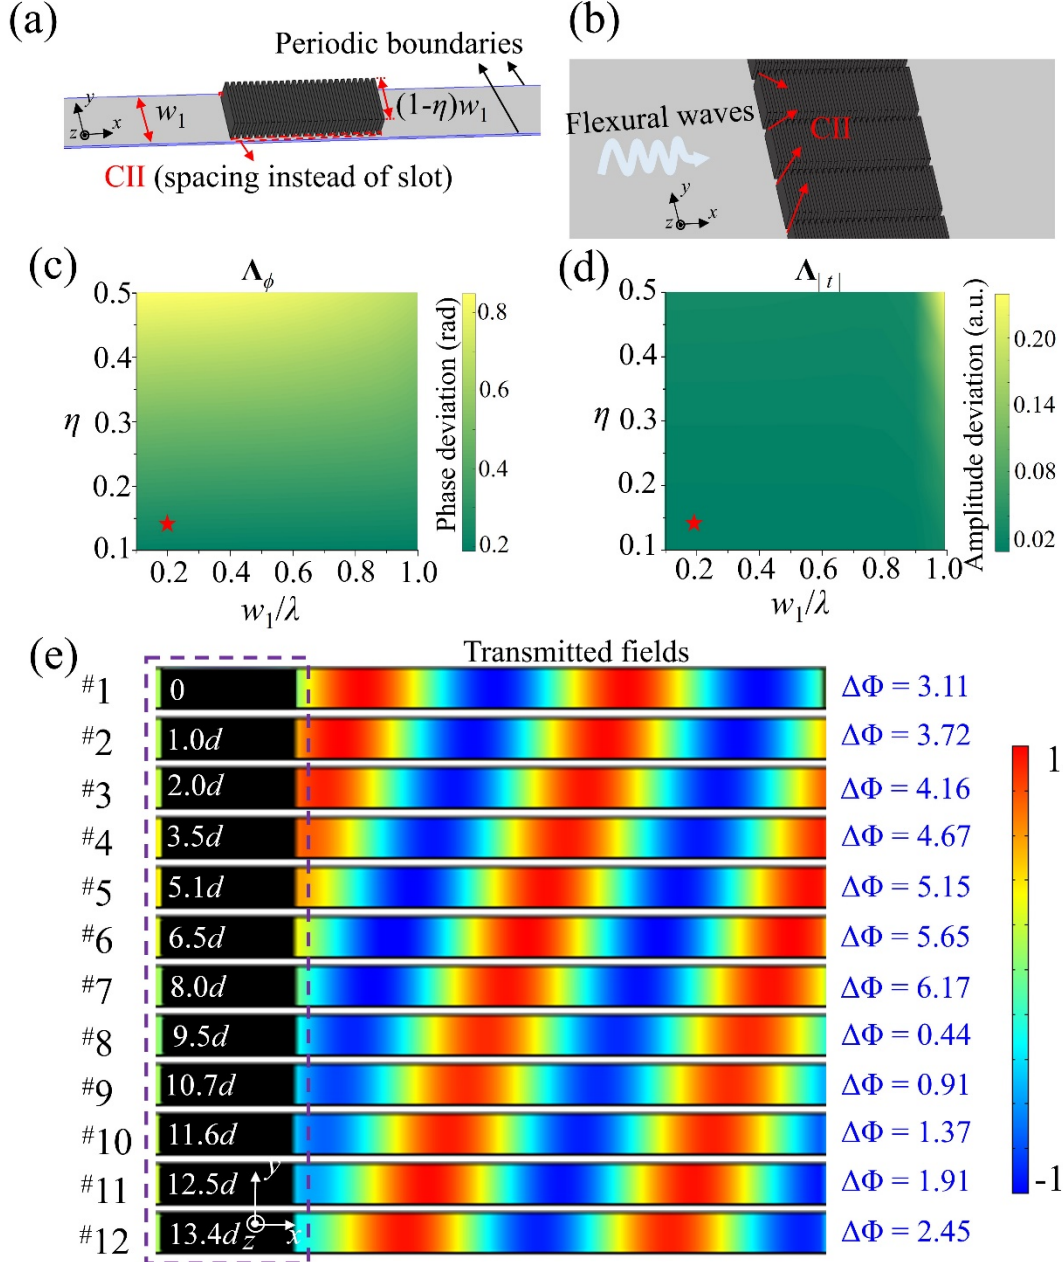 (a)
Periodic boundaries
w1
(1-η)w1
y
z
x
CII (spacing instead of slot)
(b)
Flexural waves
CII
y
z
x
(c)
Λϕ
0.5
0.4
η 0.3
0.2
0.1
0.2 0.4 0.6 0.8 1.0
w1/λ
Phase deviation (rad)
0.8
0.6
0.4
0.2
(d)
Λ|t|
0.5
0.4
η 0.3
0.2
0.1
0.2 0.4 0.6 0.8 1.0
w1/λ
Amplitude deviation (a.u.)
0.20
0.14
0.08
0.02
(e)
Transmitted fields
#1 0 ΔΦ = 3.11
#2 1.0d ΔΦ = 3.72
#3 2.0d ΔΦ = 4.16
#4 3.5d ΔΦ = 4.67
#5 5.1d ΔΦ = 5.15
#6 6.5d ΔΦ = 5.65
#7 8.0d ΔΦ = 6.17
#8 9.5d ΔΦ = 0.44
#9 10.7d ΔΦ = 0.91
#10 11.6d ΔΦ = 1.37
#11 12.5d ΔΦ = 1.91
#12 13.4d ΔΦ = 2.45
y
z
x
1
-1